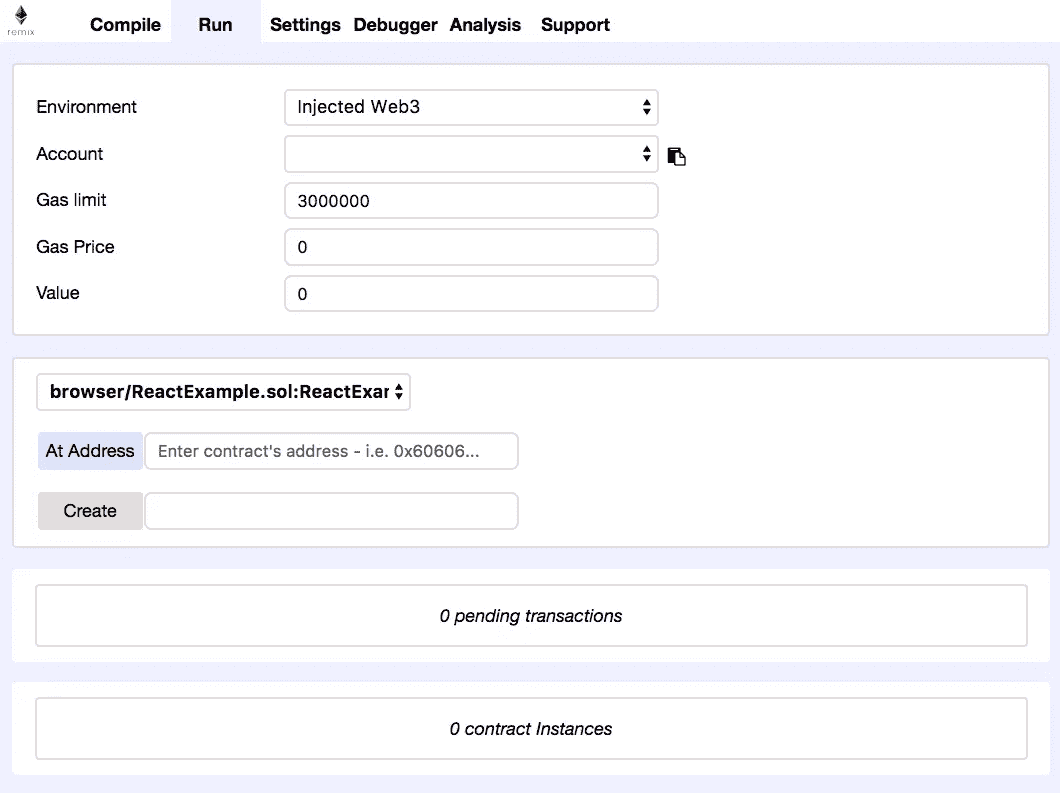 remix
Compile Run Settings Debugger Analysis Support
Environment Injected Web3
Account
Gas limit 3000000
Gas Price 0
Value 0
browser/ReactExample.sol:ReactExar
At Address Enter contract's address - i.e. 0x60606...
Create
0 pending transactions
0 contract Instances